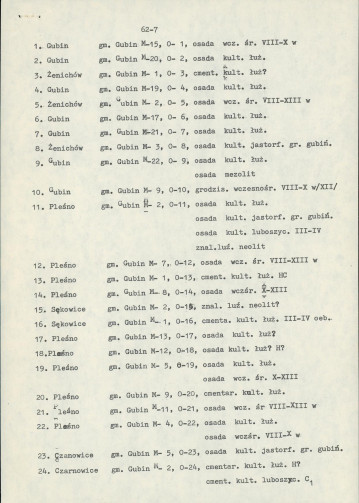 62-7
1. Gubin gm. Gubin M-15, 0- 1, osada wcz. śr. VIII-X w
2. Gubin gm. Gubin M-20, 0- 2, osada kult. łuż.
3. Żenichów gm. Gubin M- 1, 0- 3, cment. kult. łuż?
4. Gubin gm. Gubin M-19, 0- 4, osada kult. łuż.
5. Żenichów gm. Gubin M- 2, 0- 5, osada wcz. śr. VIII-XIII w
6. Gubin gm. Gubin M-17, 0- 6, osada kult. łuż.
7. Gubin gm. Gubin M-21, 0- 7, osada kult. łuż.
8. Żenichów gm. Gubin M- 3, 0- 8, osada kult. jastorf. gr. gubiń.
9. Gubin gm. Gubin M-22, 0- 9, osada kult. łuż.
osada mezolit
10. Gubin gm. Gubin M- 9, 0-10, grodzis. wczesnośr. VIII-X w/XII/
11. Pleśno gm. Gubin M- 2, 0-11, osada kult. łuż.
osada kult. jastorf. gr. gubiń.
osada kult. luboszyc. III-IV
znal.luź. neolit
12. Pleśno gm. Gubin M- 7, 0-12, osada wcz. śr. VIII-XIII w
13. Pleśno gm. Gubin M- 1, 0-13, cment. kult. łuż. HC
14. Pleśno gm. Gubin M- 8, 0-14, osada wczśr. X-XIII
15. Sękowice gm. Gubin M- 2, 0-15, znal. luź. neolit?
16. Sękowice gm. Gubin M- 1, 0-16, cmenta. kult. łuż. III-IV oeb.
17. Pleśno gm. Gubin M-13, 0-17, osada kult. łuż?
18.Pleśno gm. Gubin M-12, 0-18, osada kult. łuż? H?
19. Pleśno gm. Gubin M- 5, 0-19, osada kult. łuż.
osada wcz. śr. X-XIII
20. Pleśno gm. Gubin M- 9, 0-20, cmentar. kult. łuż.
21. Pleśno gm. Gubin M-11, 0-21, osada wcz. śr VIII-XIII w
22. Pleśno gm. Gubin M- 4, 0-22, osada kult. łuż.
osada wczśr. VIII-X w
23. Czarnowice gm. Gubin M- 5, 0-23, osada kult. jastorf. gr. gubiń.
24. Czarnowice gm. Gubin M- 2, 0-24, cmentar. kult. łuż. H?
cment. kult. luboszyc. C1